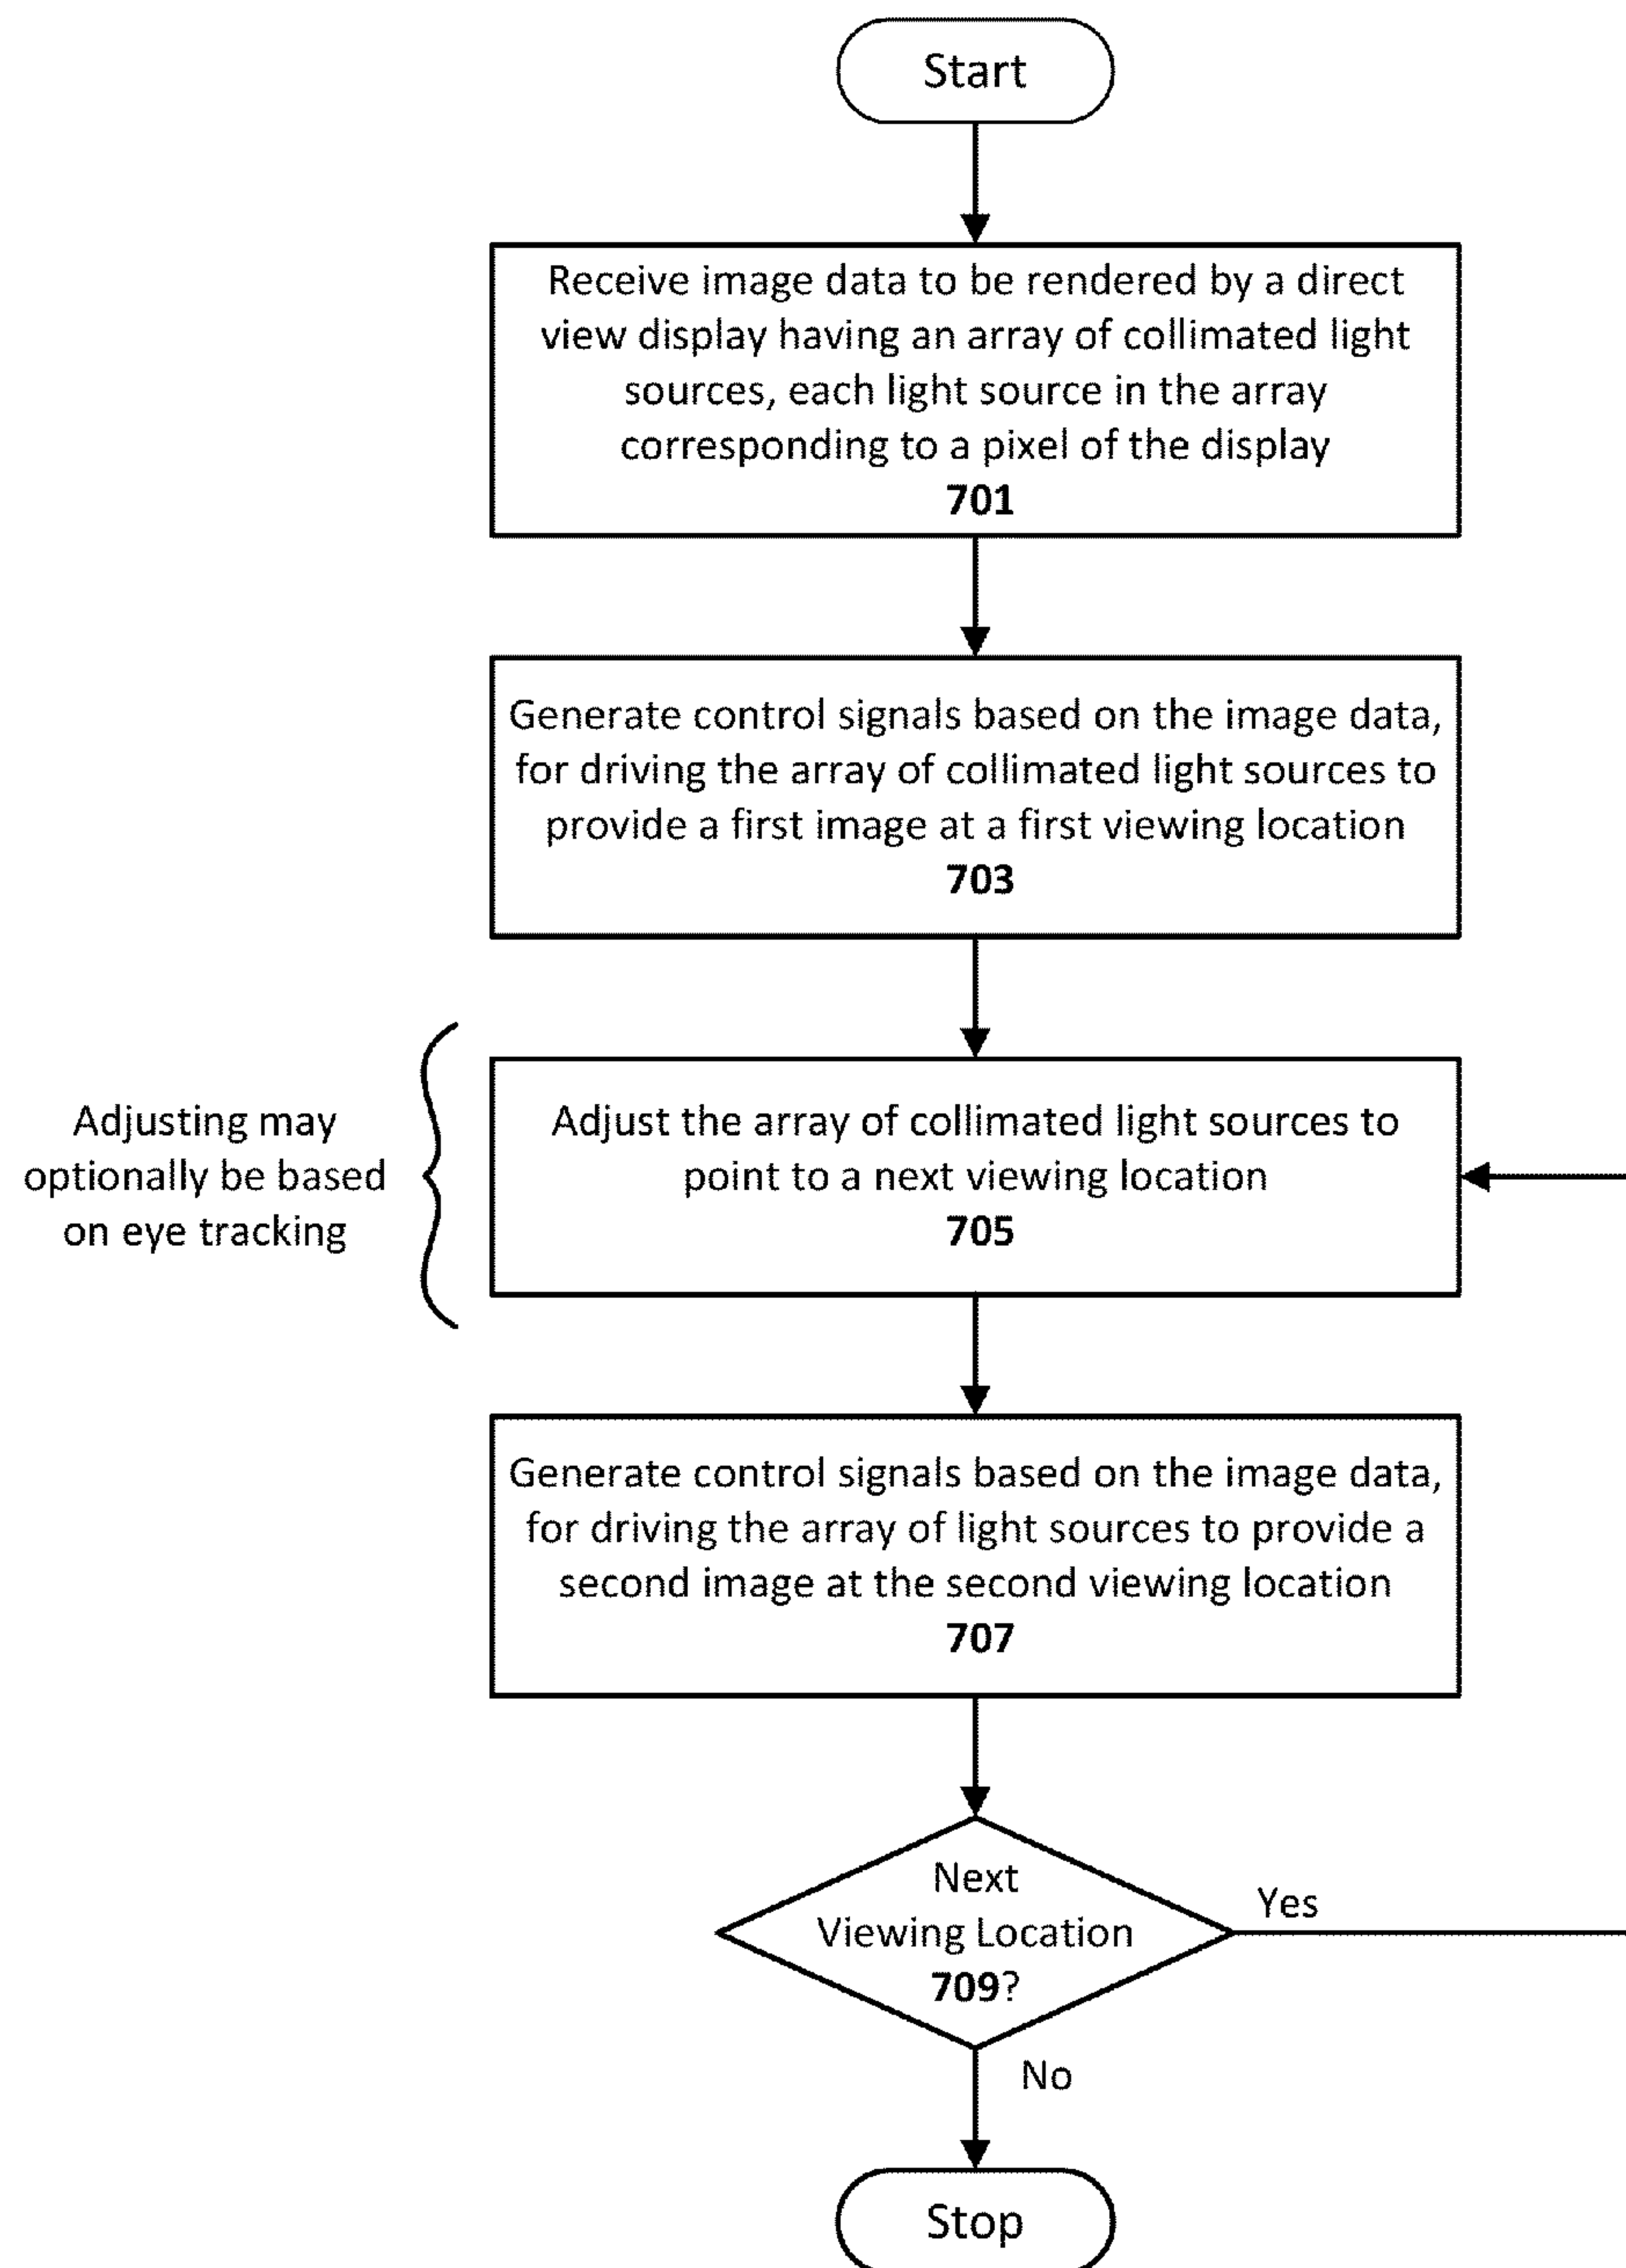 Start
Receive image data to be rendered by a direct
view display having an array of collimated light
sources, each light source in the array
corresponding to a pixel of the display
701
Generate control signals based on the image data,
for driving the array of collimated light sources to
provide a first image at a first viewing location
703
Adjusting may
optionally be based
on eye tracking
Adjust the array of collimated light sources to
point to a next viewing location
705
Generate control signals based on the image data,
for driving the array of light sources to provide a
second image at the second viewing location
707
Next
Viewing Location
709?
Yes
No
Stop